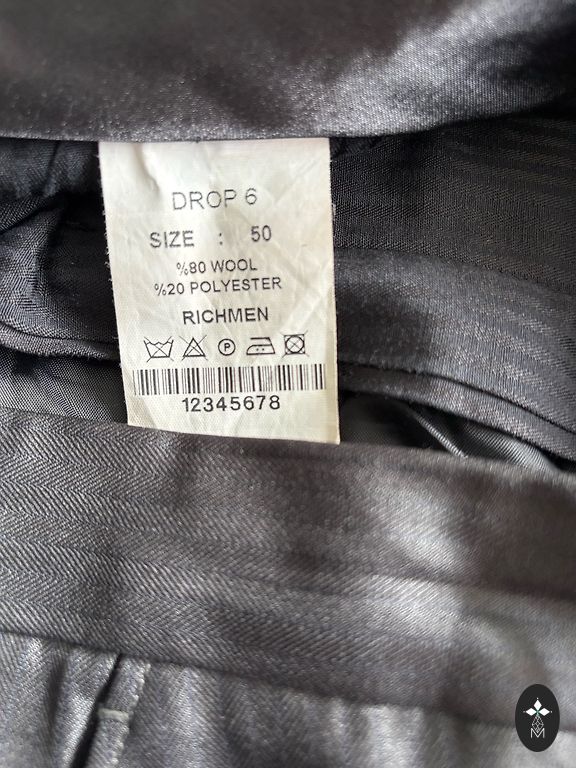 DROP 6
SIZE : 50
%80 WOOL
%20 POLYESTER
RICHMEN
P
12345678
M